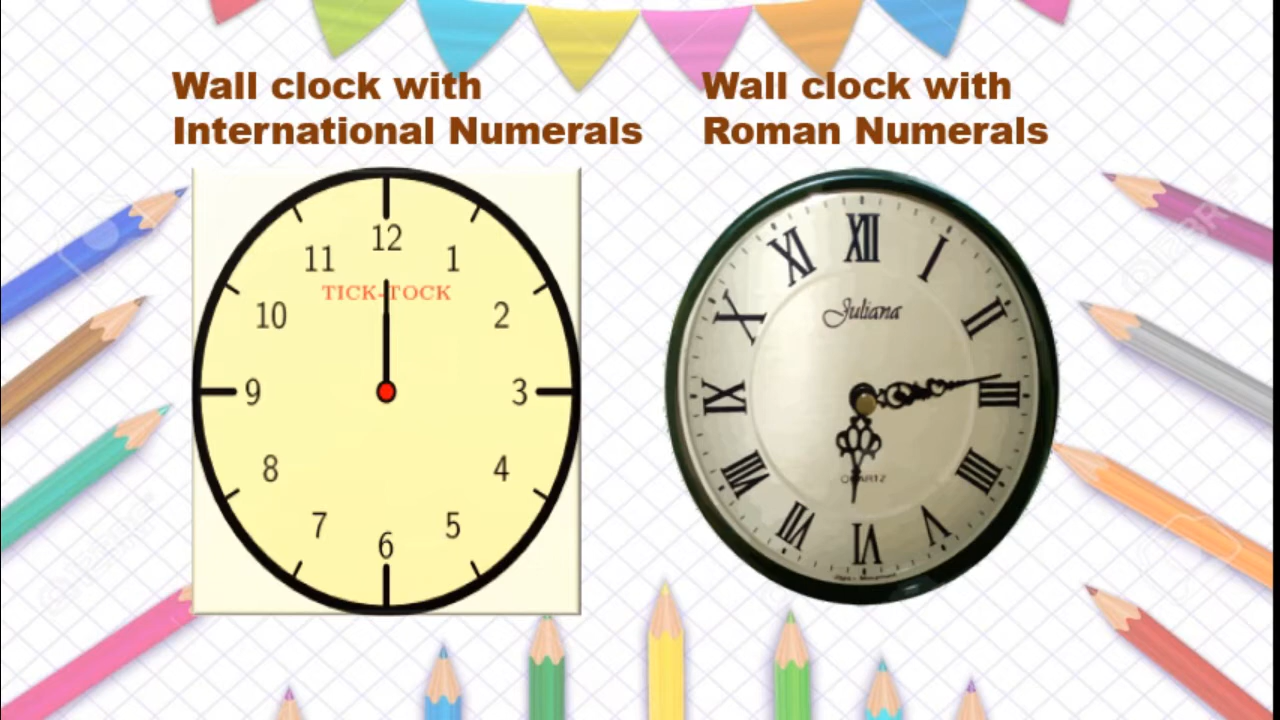 Wall clock with
International Numerals
Wall clock with
Roman Numerals
12
11
1
TICK-TOCK
10
2
9
3
8
4
7
5
6
XII
XI
I
Juliana
X
II
IX
III
VIII
IIII
QUARTZ
VII
V
VI